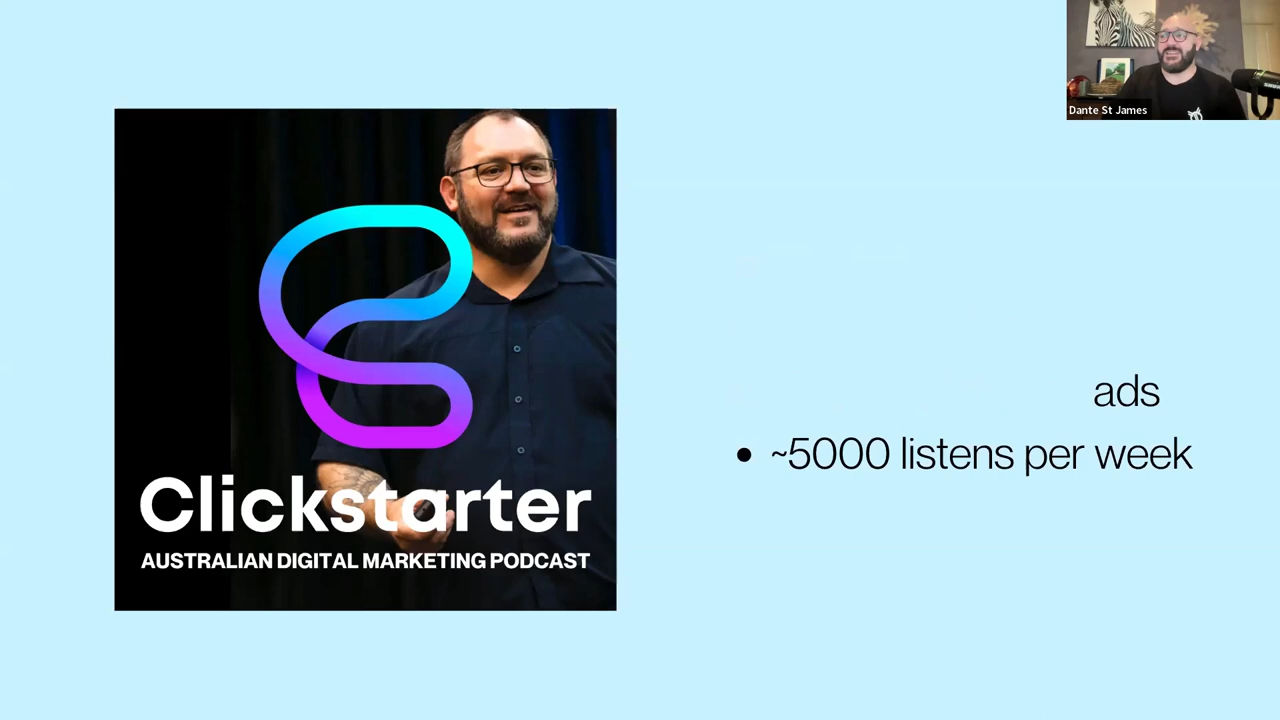 Dante St James
ads
• ~5000 listens per week
Clickstarter
AUSTRALIAN DIGITAL MARKETING PODCAST